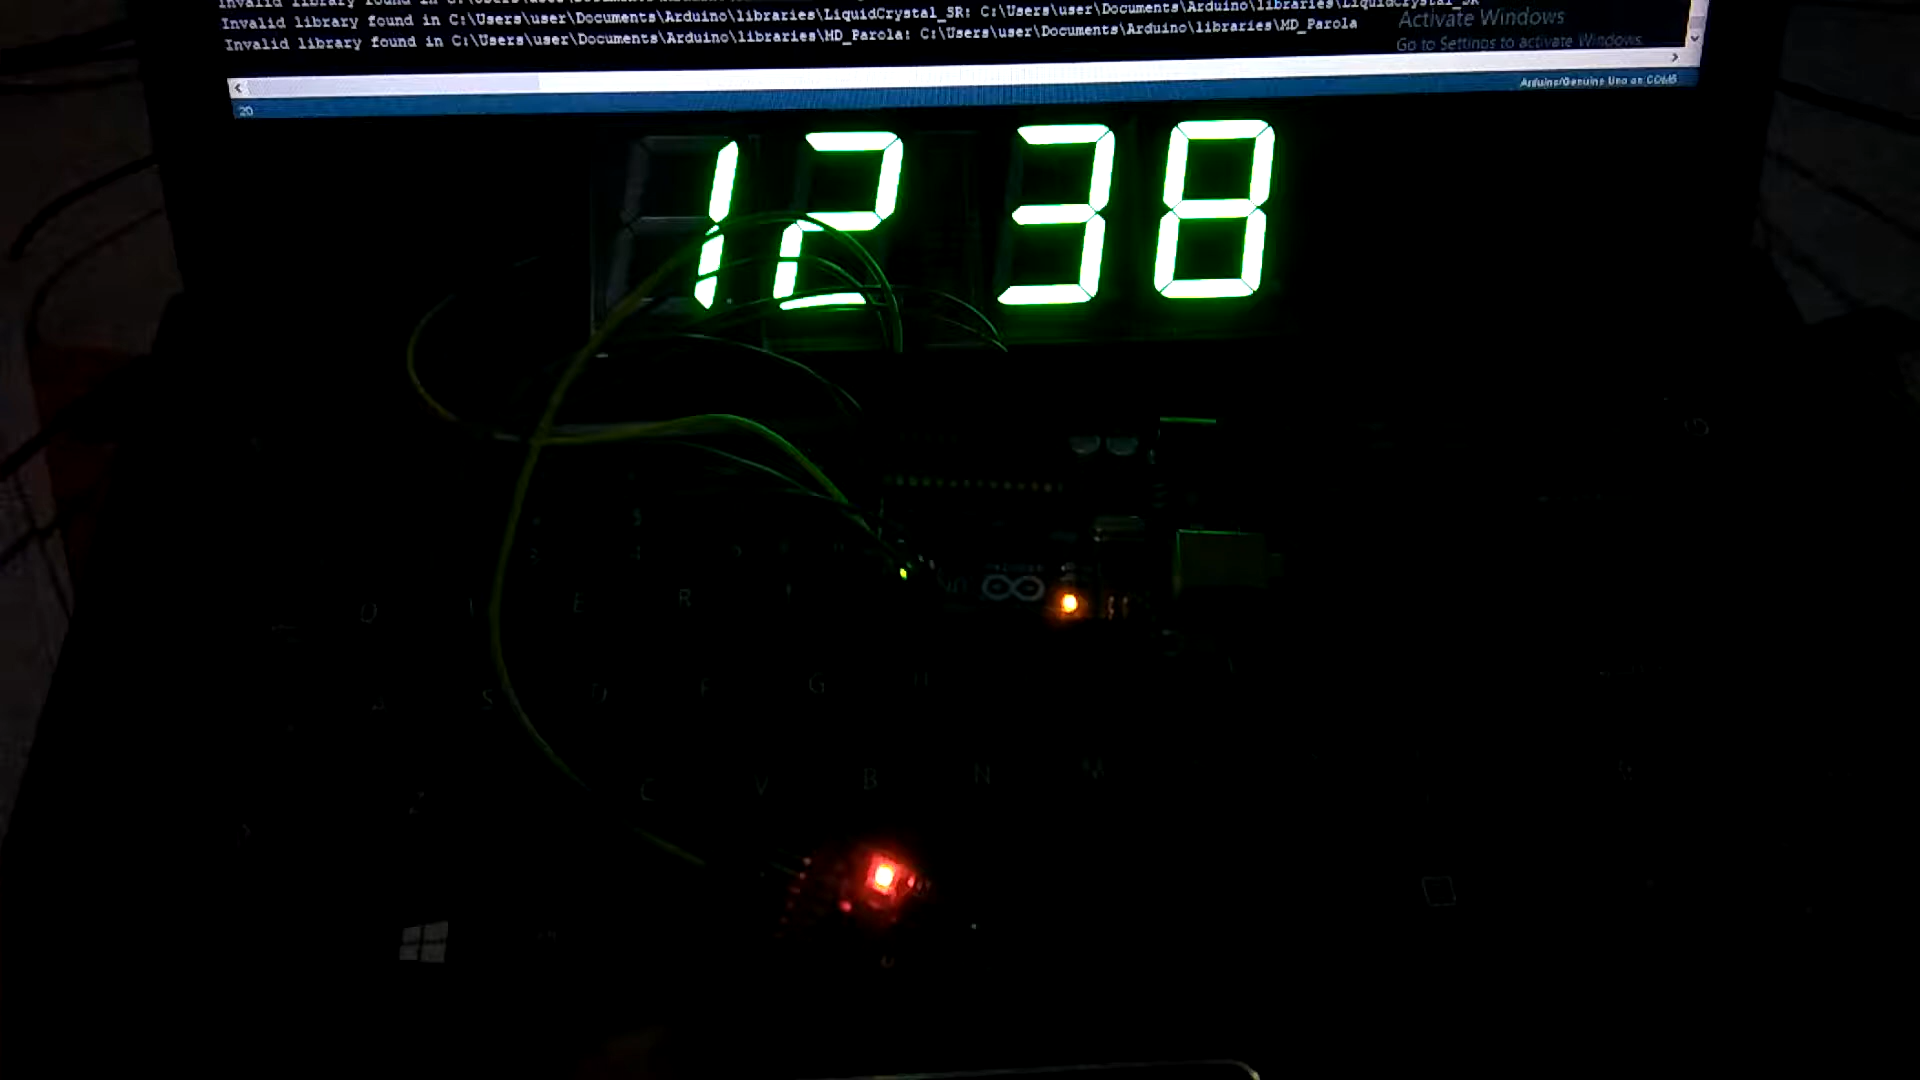 Invalid library found in C:\Users\user\Documents\Arduino\libraries\LiquidCrystal_SR: C:\Users\user\Documents\Arduino\libraries\LiquidCrystal_SR
Invalid library found in C:\Users\user\Documents\Arduino\libraries\MD_Parola: C:\Users\user\Documents\Arduino\libraries\MD_Parola
Activate Windows
Go to Settings to activate Windows.
20
Arduino/Genuino Uno on COM5
12 38
E R
S D F G H
C V B N M